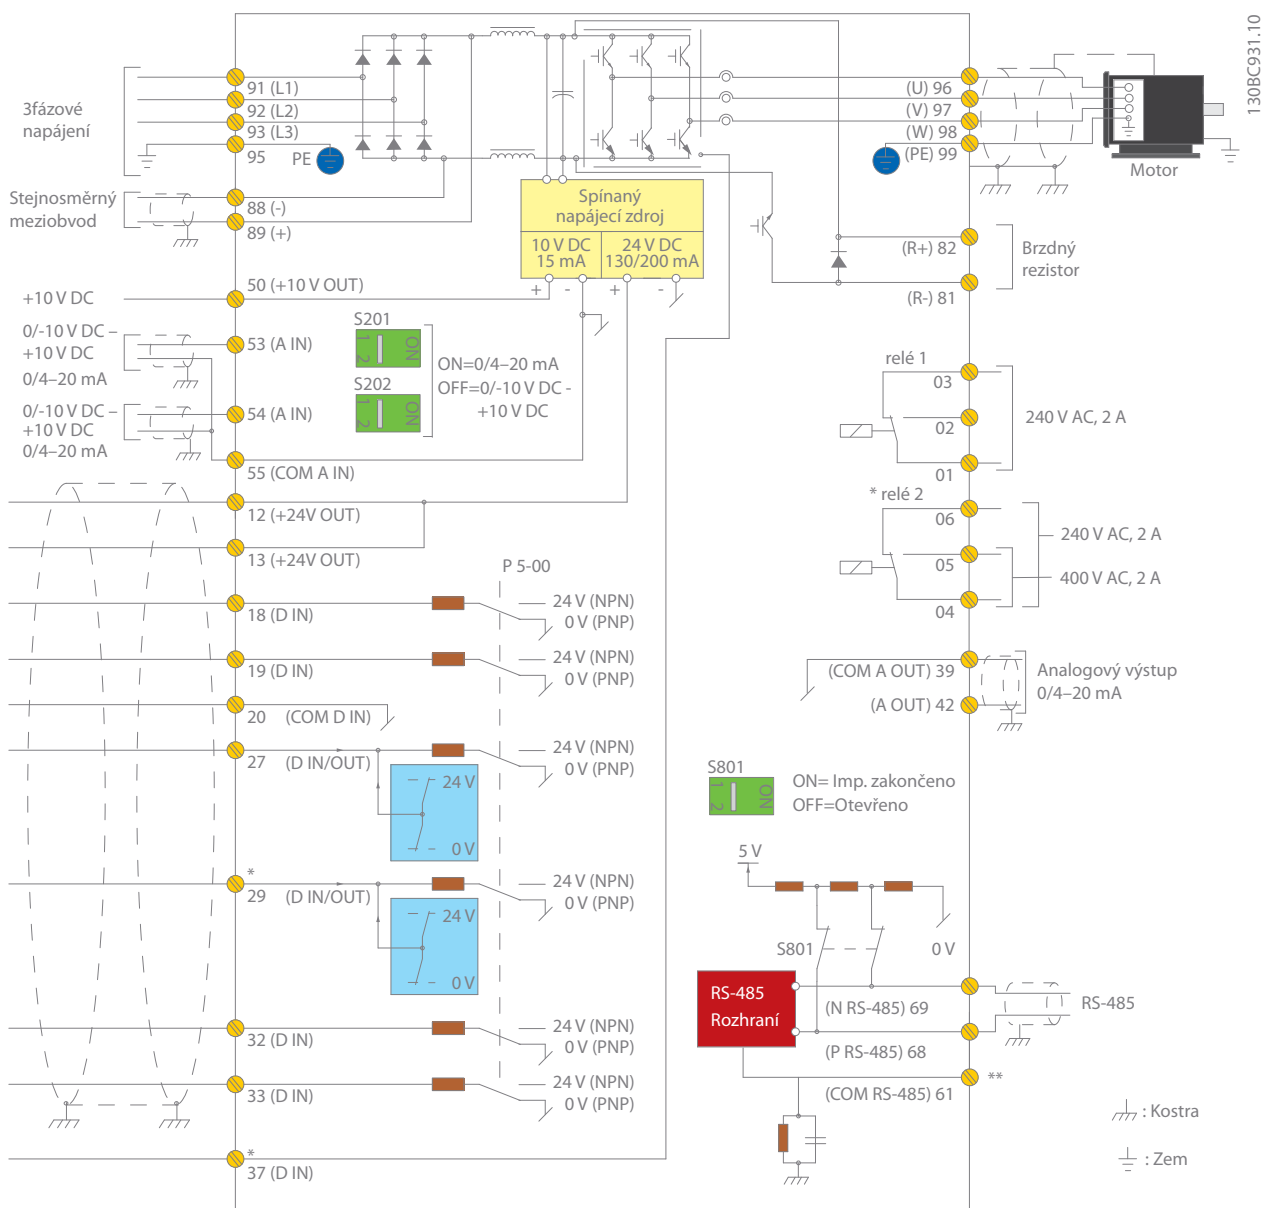 130BC931.10
3fázové
napájení
91 (L1)
92 (L2)
93 (L3)
95
PE
Stejnosměrný
meziobvod
88 (-)
89 (+)
Spínaný
napájecí zdroj
10 V DC
15 mA
24 V DC
130/200 mA
+ - + -
(U) 96
(V) 97
(W) 98
(PE) 99
Motor
(R+) 82
(R-) 81
Brzdný
rezistor
+10 V DC
50 (+10 V OUT)
0/-10 V DC –
+10 V DC
0/4–20 mA
53 (A IN)
0/-10 V DC –
+10 V DC
0/4–20 mA
54 (A IN)
55 (COM A IN)
S201
1 2 ON
S202
1 2 ON
ON=0/4–20 mA
OFF=0/-10 V DC -
+10 V DC
relé 1
03
02
01
240 V AC, 2 A
* relé 2
06
05
04
240 V AC, 2 A
400 V AC, 2 A
12 (+24V OUT)
13 (+24V OUT)
P 5-00
18 (D IN)
24 V (NPN)
0 V (PNP)
19 (D IN)
24 V (NPN)
0 V (PNP)
20 (COM D IN)
27 (D IN/OUT)
24 V (NPN)
0 V (PNP)
24 V
0 V
*
29 (D IN/OUT)
24 V (NPN)
0 V (PNP)
24 V
0 V
32 (D IN)
24 V (NPN)
0 V (PNP)
33 (D IN)
24 V (NPN)
0 V (PNP)
*
37 (D IN)
(COM A OUT) 39
(A OUT) 42
Analogový výstup
0/4–20 mA
S801
1 2 ON
ON= Imp. zakončeno
OFF=Otevřeno
5 V
S801
0 V
RS-485
Rozhraní
(N RS-485) 69
(P RS-485) 68
(COM RS-485) 61
**
RS-485
: Kostra
: Zem